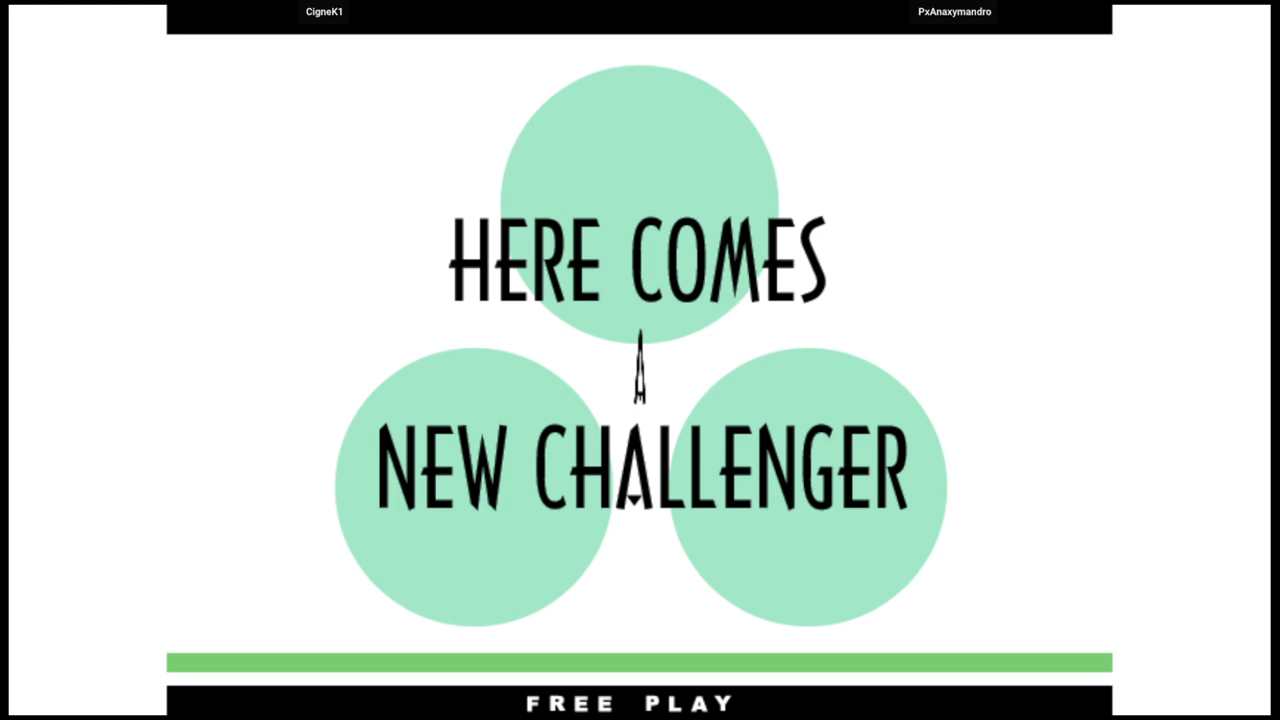 CigneK1
PxAnaxymandro
HERE COMES
A
NEW CHALLENGER
FREE PLAY